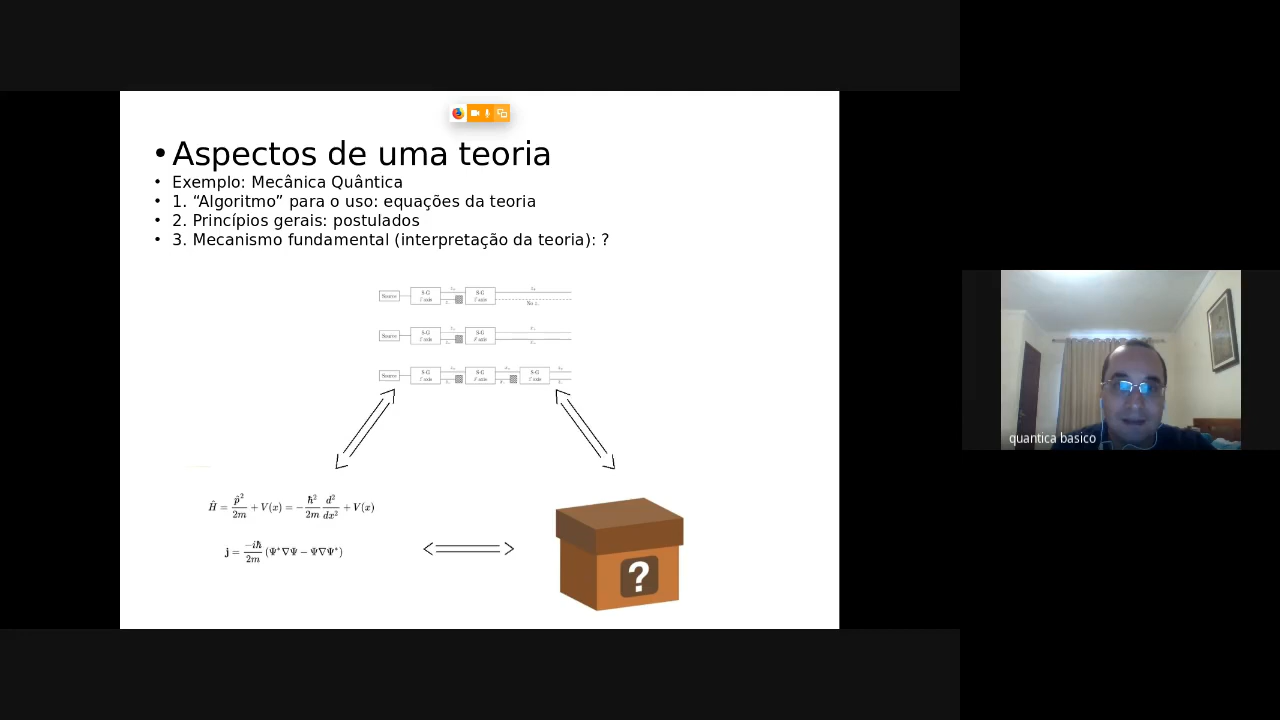 • Aspectos de uma teoria
• Exemplo: Mecânica Quântica
• 1. “Algoritmo” para o uso: equações da teoria
• 2. Princípios gerais: postulados
• 3. Mecanismo fundamental (interpretação da teoria): ?
Source S-G
Source S-G
Source S-G S-G S-G
Ĥ = p̂²/2m + V(x) = −ħ²/2m d²/dx² + V(x)
j = −iħ/2m (Ψ*∇Ψ − Ψ∇Ψ*)
?
quantica basico